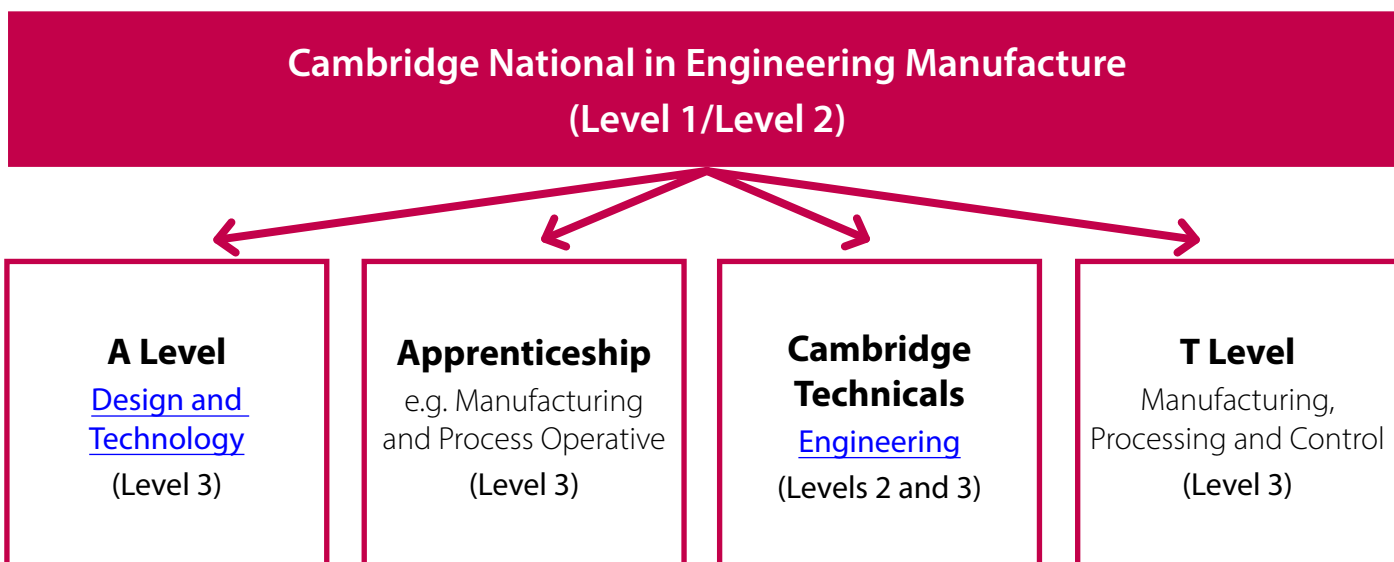 Cambridge National in Engineering Manufacture
(Level 1/Level 2)
A Level
Design and
Technology
(Level 3)
Apprenticeship
e.g. Manufacturing
and Process Operative
(Level 3)
Cambridge
Technicals
Engineering
(Levels 2 and 3)
T Level
Manufacturing,
Processing and Control
(Level 3)